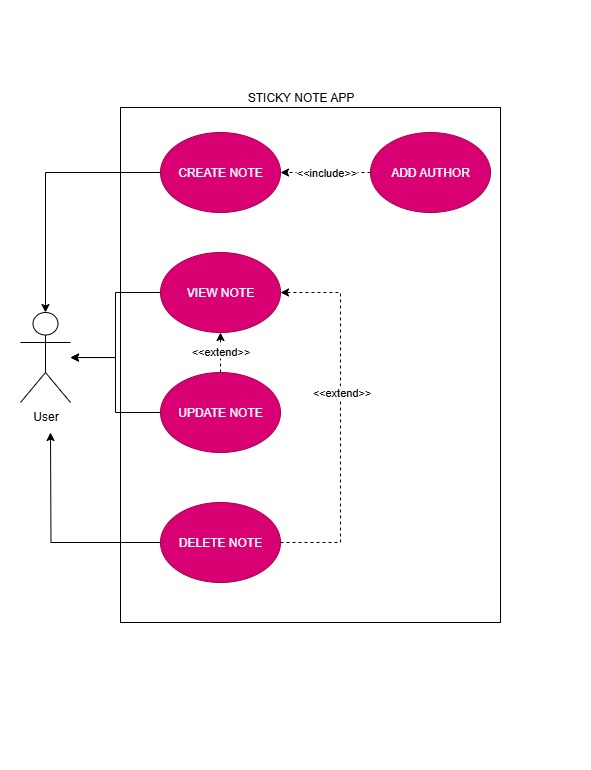 STICKY NOTE APP
CREATE NOTE
<<include>>
ADD AUTHOR
VIEW NOTE
<<extend>>
<<extend>>
UPDATE NOTE
User
DELETE NOTE